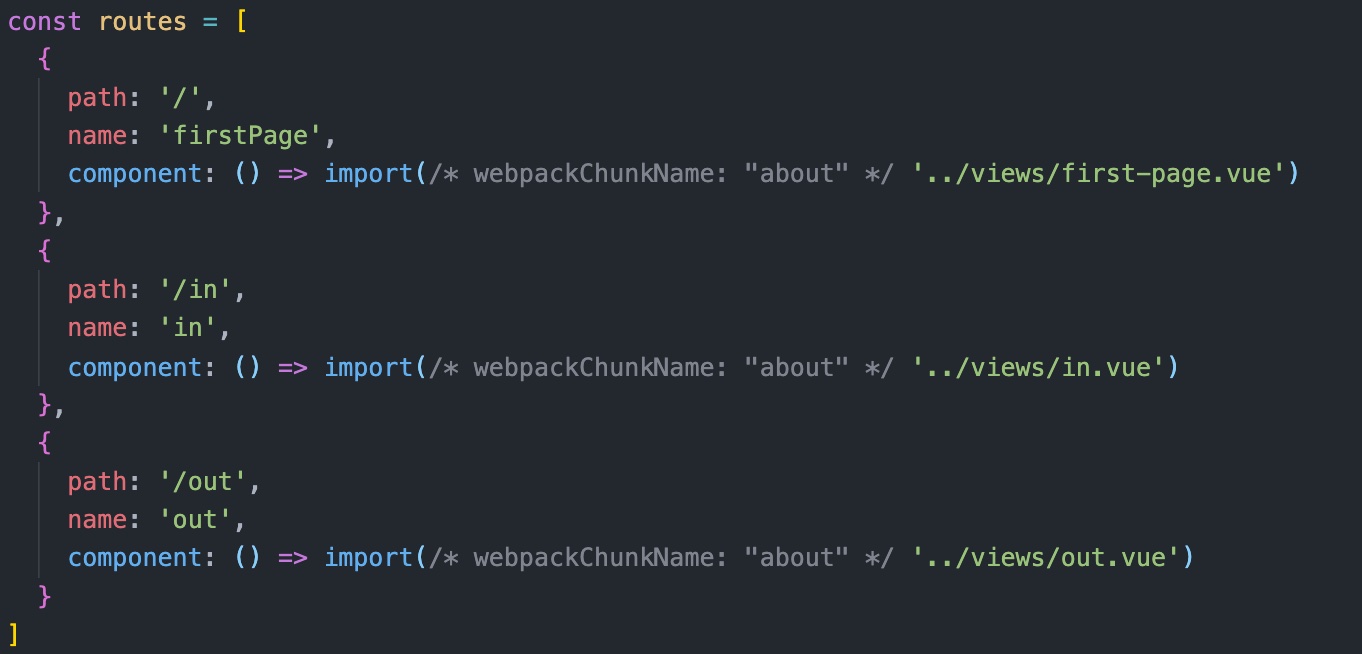 const routes = [
  {
    path: '/',
    name: 'firstPage',
    component: () => import(/* webpackChunkName: "about" */ '../views/first-page.vue')
  },
  {
    path: '/in',
    name: 'in',
    component: () => import(/* webpackChunkName: "about" */ '../views/in.vue')
  },
  {
    path: '/out',
    name: 'out',
    component: () => import(/* webpackChunkName: "about" */ '../views/out.vue')
  }
]